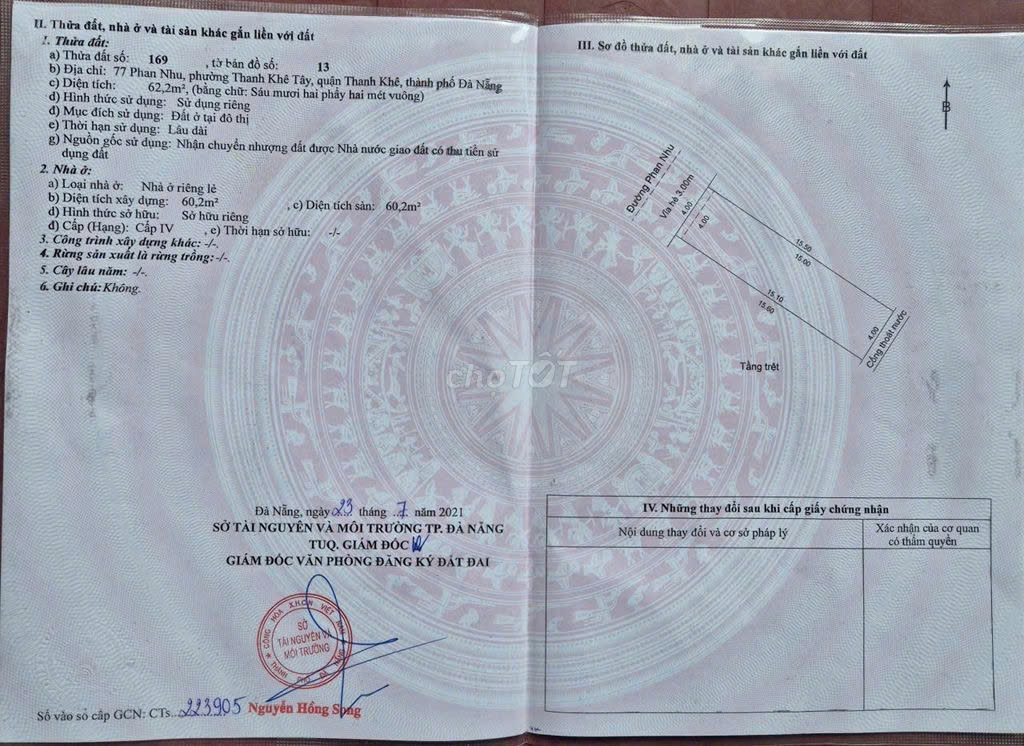 II. Thửa đất, nhà ở và tài sản khác gắn liền với đất
1. Thửa đất:
a) Thửa đất số: 169 , tờ bản đồ số: 13
b) Địa chỉ: 77 Phan Nhu, phường Thanh Khê Tây, quận Thanh Khê, thành phố Đà Nẵng
c) Diện tích: 62,2m², (bằng chữ: Sáu mươi hai phẩy hai mét vuông)
d) Hình thức sử dụng: Sử dụng riêng
đ) Mục đích sử dụng: Đất ở tại đô thị
e) Thời hạn sử dụng: Lâu dài
g) Nguồn gốc sử dụng: Nhận chuyển nhượng đất được Nhà nước giao đất có thu tiền sử
dụng đất
2. Nhà ở:
a) Loại nhà ở: Nhà ở riêng lẻ
b) Diện tích xây dựng: 60,2m² , c) Diện tích sàn: 60,2m²
d) Hình thức sở hữu: Sở hữu riêng
đ) Cấp (Hạng): Cấp IV , e) Thời hạn sở hữu: -/-
3. Công trình xây dựng khác: -/-.
4. Rừng sản xuất là rừng trồng: -/-.
5. Cây lâu năm: -/-.
6. Ghi chú: Không.
Đà Nẵng, ngày 23 tháng 7 năm 2021
SỞ TÀI NGUYÊN VÀ MÔI TRƯỜNG TP. ĐÀ NẴNG
TUQ. GIÁM ĐỐC
GIÁM ĐỐC VĂN PHÒNG ĐĂNG KÝ ĐẤT ĐAI
CỘNG HÒA X.H.C.N VIỆT NAM
SỞ
TÀI NGUYÊN VÀ
MÔI TRƯỜNG
THÀNH PHỐ ĐÀ NẴNG
Nguyễn Hồng Song
Số vào sổ cấp GCN: CTs 223905
III. Sơ đồ thửa đất, nhà ở và tài sản khác gắn liền với đất
B
Đường Phan Nhu
Vỉa hè 3.00m
4.00
4.00
15.50
15.00
15.10
15.60
4.00
Cống thoát nước
Tầng trệt
chợTỐT
IV. Những thay đổi sau khi cấp giấy chứng nhận
Nội dung thay đổi và cơ sở pháp lý
Xác nhận của cơ quan
có thẩm quyền